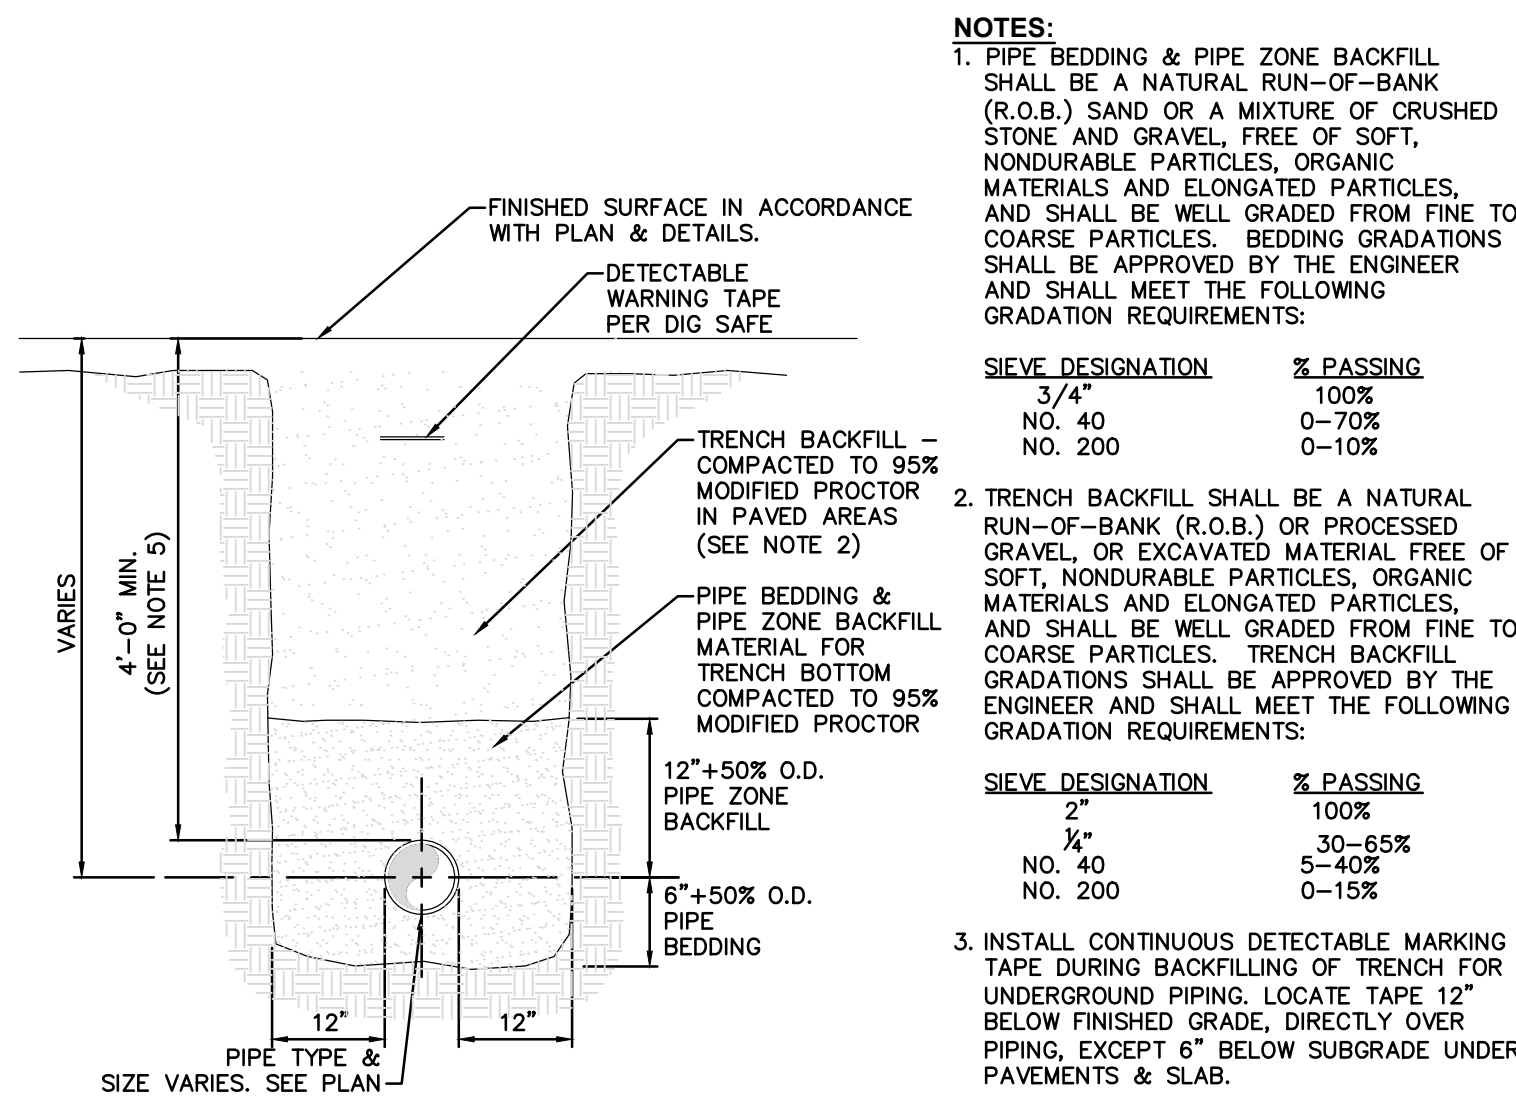 FINISHED SURFACE IN ACCORDANCE
WITH PLAN & DETAILS.
DETECTABLE
WARNING TAPE
PER DIG SAFE
TRENCH BACKFILL –
COMPACTED TO 95%
MODIFIED PROCTOR
IN PAVED AREAS
(SEE NOTE 2)
PIPE BEDDING &
PIPE ZONE BACKFILL
MATERIAL FOR
TRENCH BOTTOM
COMPACTED TO 95%
MODIFIED PROCTOR
VARIES
4'–0" MIN.
(SEE NOTE 5)
12"+50% O.D.
PIPE ZONE
BACKFILL
6"+50% O.D.
PIPE
BEDDING
12"
12"
PIPE TYPE &
SIZE VARIES. SEE PLAN
NOTES:
1. PIPE BEDDING & PIPE ZONE BACKFILL
SHALL BE A NATURAL RUN–OF–BANK
(R.O.B.) SAND OR A MIXTURE OF CRUSHED
STONE AND GRAVEL, FREE OF SOFT,
NONDURABLE PARTICLES, ORGANIC
MATERIALS AND ELONGATED PARTICLES,
AND SHALL BE WELL GRADED FROM FINE TO
COARSE PARTICLES. BEDDING GRADATIONS
SHALL BE APPROVED BY THE ENGINEER
AND SHALL MEET THE FOLLOWING
GRADATION REQUIREMENTS:
SIEVE DESIGNATION % PASSING
3/4" 100%
NO. 40 0–70%
NO. 200 0–10%
2. TRENCH BACKFILL SHALL BE A NATURAL
RUN–OF–BANK (R.O.B.) OR PROCESSED
GRAVEL, OR EXCAVATED MATERIAL FREE OF
SOFT, NONDURABLE PARTICLES, ORGANIC
MATERIALS AND ELONGATED PARTICLES,
AND SHALL BE WELL GRADED FROM FINE TO
COARSE PARTICLES. TRENCH BACKFILL
GRADATIONS SHALL BE APPROVED BY THE
ENGINEER AND SHALL MEET THE FOLLOWING
GRADATION REQUIREMENTS:
SIEVE DESIGNATION % PASSING
2" 100%
¼" 30–65%
NO. 40 5–40%
NO. 200 0–15%
3. INSTALL CONTINUOUS DETECTABLE MARKING
TAPE DURING BACKFILLING OF TRENCH FOR
UNDERGROUND PIPING. LOCATE TAPE 12"
BELOW FINISHED GRADE, DIRECTLY OVER
PIPING, EXCEPT 6" BELOW SUBGRADE UNDER
PAVEMENTS & SLAB.